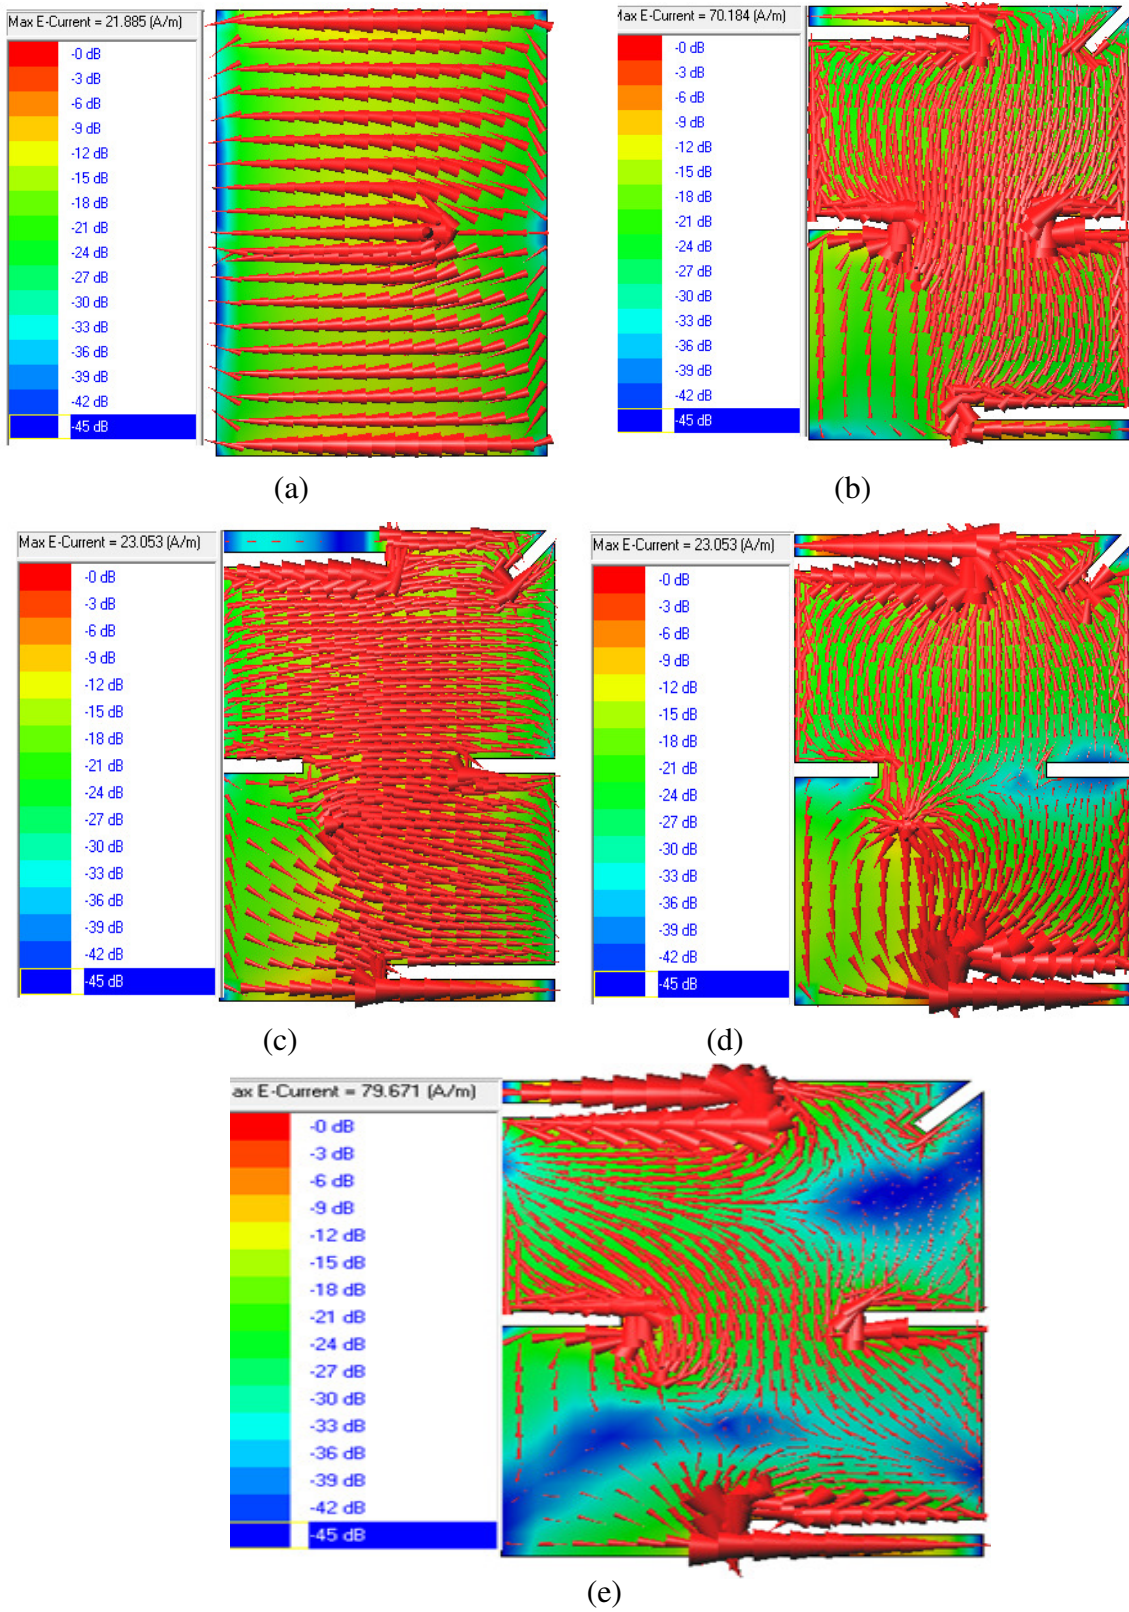 Max E-Current = 21.885 (A/m)
-0 dB
-3 dB
-6 dB
-9 dB
-12 dB
-15 dB
-18 dB
-21 dB
-24 dB
-27 dB
-30 dB
-33 dB
-36 dB
-39 dB
-42 dB
-45 dB
(a)
Max E-Current = 70.184 (A/m)
-0 dB
-3 dB
-6 dB
-9 dB
-12 dB
-15 dB
-18 dB
-21 dB
-24 dB
-27 dB
-30 dB
-33 dB
-36 dB
-39 dB
-42 dB
-45 dB
(b)
Max E-Current = 23.053 (A/m)
-0 dB
-3 dB
-6 dB
-9 dB
-12 dB
-15 dB
-18 dB
-21 dB
-24 dB
-27 dB
-30 dB
-33 dB
-36 dB
-39 dB
-42 dB
-45 dB
(c)
Max E-Current = 23.053 (A/m)
-0 dB
-3 dB
-6 dB
-9 dB
-12 dB
-15 dB
-18 dB
-21 dB
-24 dB
-27 dB
-30 dB
-33 dB
-36 dB
-39 dB
-42 dB
-45 dB
(d)
ax E-Current = 79.671 (A/m)
-0 dB
-3 dB
-6 dB
-9 dB
-12 dB
-15 dB
-18 dB
-21 dB
-24 dB
-27 dB
-30 dB
-33 dB
-36 dB
-39 dB
-42 dB
-45 dB
(e)